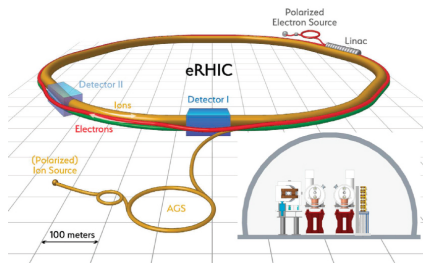 Polarized
Electron Source
Linac
eRHIC
Detector II
Detector I
Ions
Electrons
(Polarized)
Ion Source
AGS
100 meters